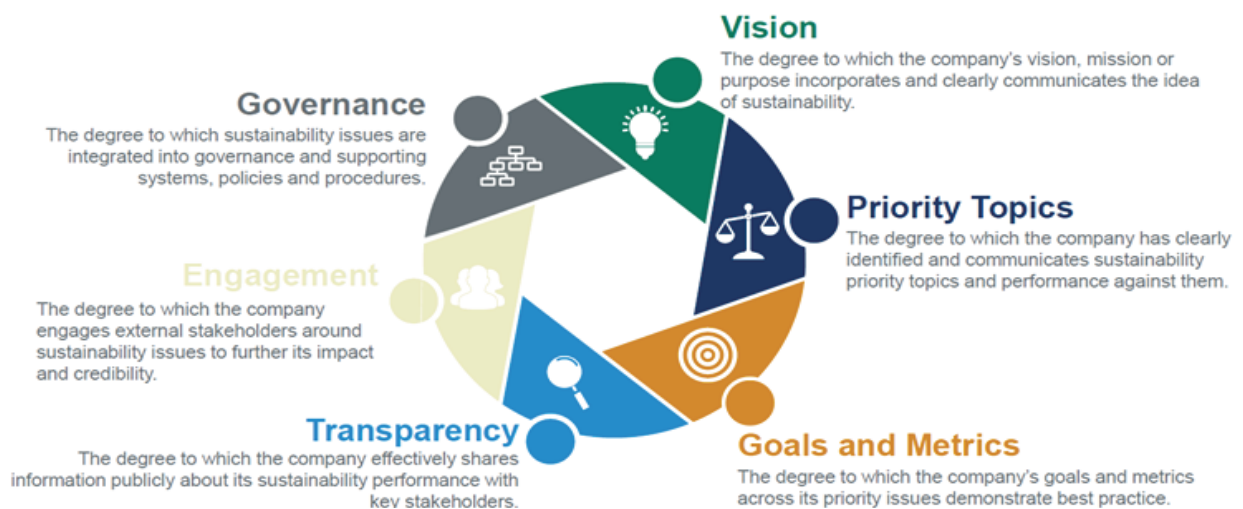 Vision
The degree to which the company's vision, mission or
purpose incorporates and clearly communicates the idea
of sustainability.
Governance
The degree to which sustainability issues are
integrated into governance and supporting
systems, policies and procedures.
Priority Topics
The degree to which the company has clearly
identified and communicates sustainability
priority topics and performance against them.
Engagement
The degree to which the company
engages external stakeholders around
sustainability issues to further its impact
and credibility.
Transparency
The degree to which the company effectively shares
information publicly about its sustainability performance with
key stakeholders.
Goals and Metrics
The degree to which the company's goals and metrics
across its priority issues demonstrate best practice.